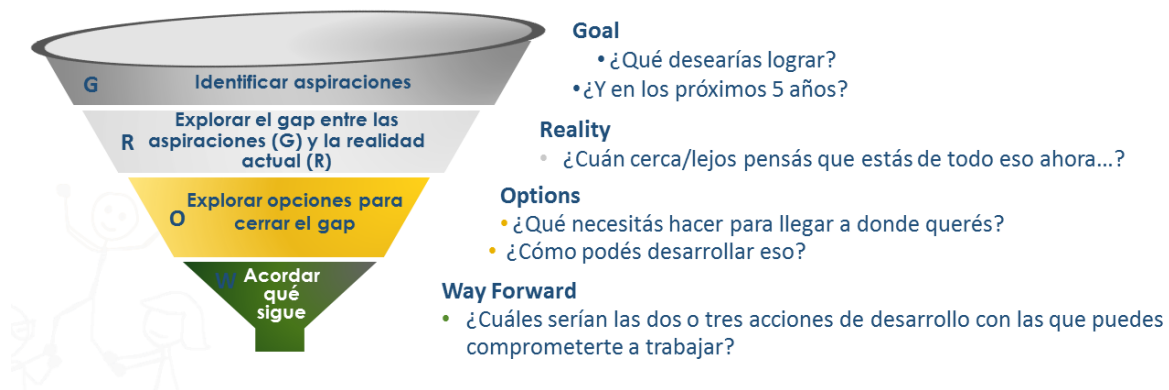 G
Identificar aspiraciones
R
Explorar el gap entre las
aspiraciones (G) y la realidad
actual (R)
O
Explorar opciones para
cerrar el gap
W
Acordar
qué
sigue
Goal
• ¿Qué desearías lograr?
• ¿Y en los próximos 5 años?
Reality
• ¿Cuán cerca/lejos pensás que estás de todo eso ahora...?
Options
• ¿Qué necesitás hacer para llegar a donde querés?
• ¿Cómo podés desarrollar eso?
Way Forward
• ¿Cuáles serían las dos o tres acciones de desarrollo con las que puedes
comprometerte a trabajar?